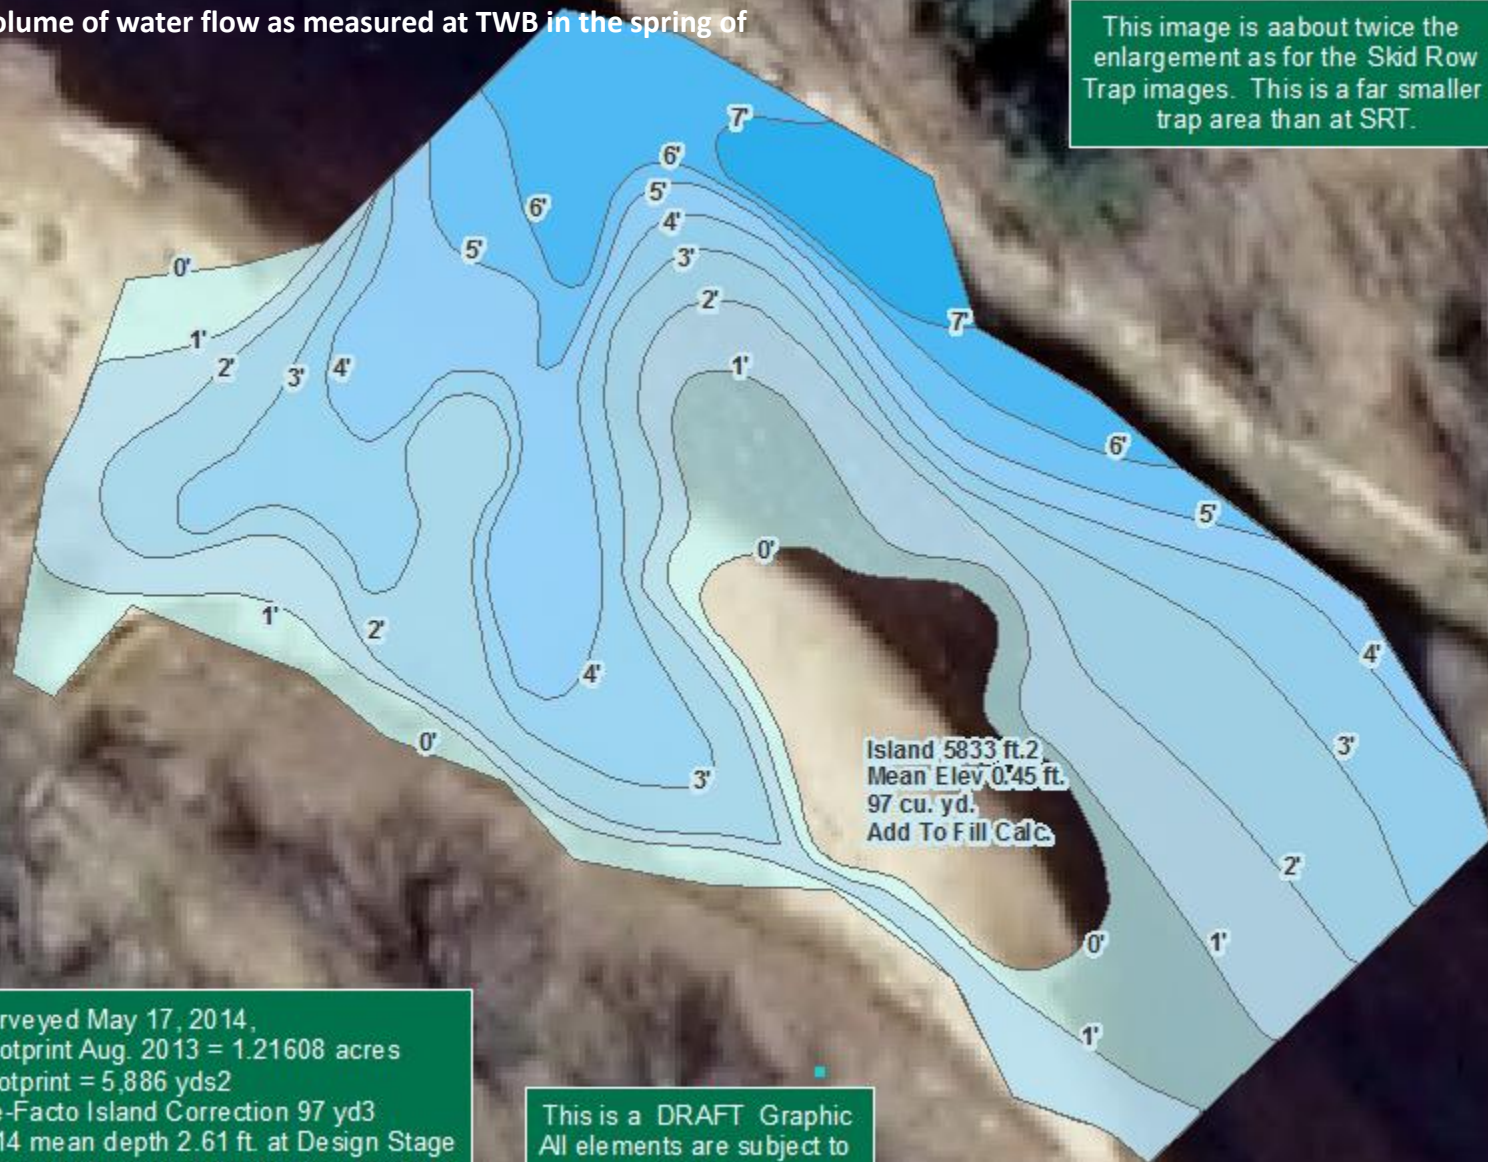 olume of water flow as measured at TWB in the spring of
This image is aabout twice the
enlargement as for the Skid Row
Trap images. This is a far smaller
trap area than at SRT.
7'
6'
5'
4'
3'
2'
1'
6'
5'
0'
1'
2'
3'
4'
7'
6'
5'
0'
1'
2'
4'
4'
0'
3'
3'
Island 5833 ft.2
Mean Elev 0.45 ft.
97 cu. yd.
Add To Fill Calc.
2'
1'
0'
1'
rveyed May 17, 2014,
otprint Aug. 2013 = 1.21608 acres
otprint = 5,886 yds2
e-Facto Island Correction 97 yd3
14 mean depth 2.61 ft. at Design Stage
This is a DRAFT Graphic
All elements are subject to